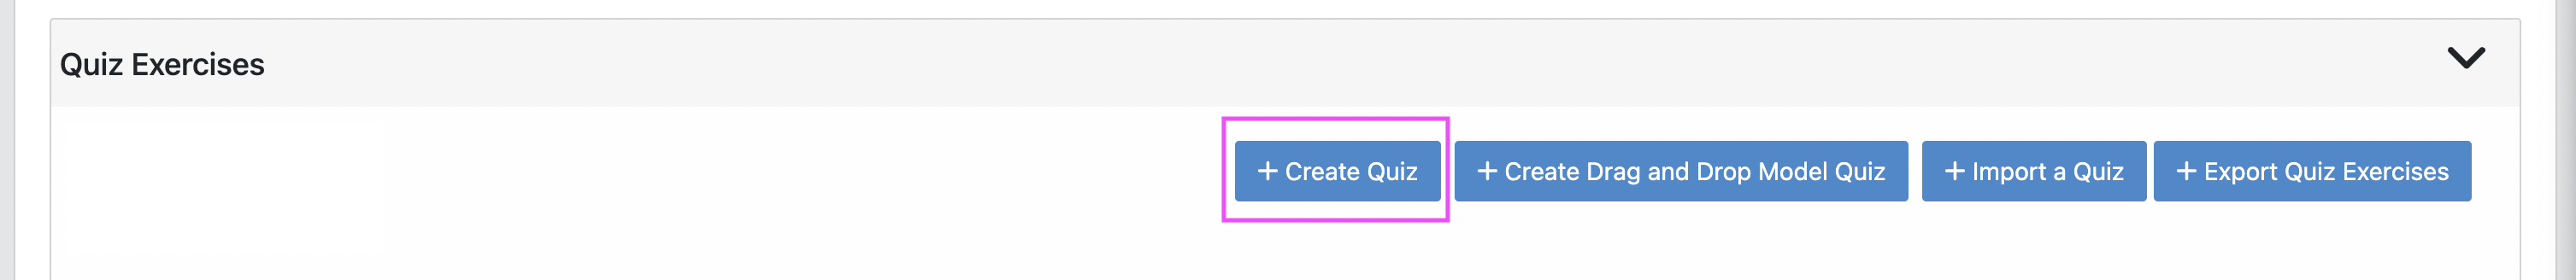 Quiz Exercises
+ Create Quiz + Create Drag and Drop Model Quiz + Import a Quiz + Export Quiz Exercises